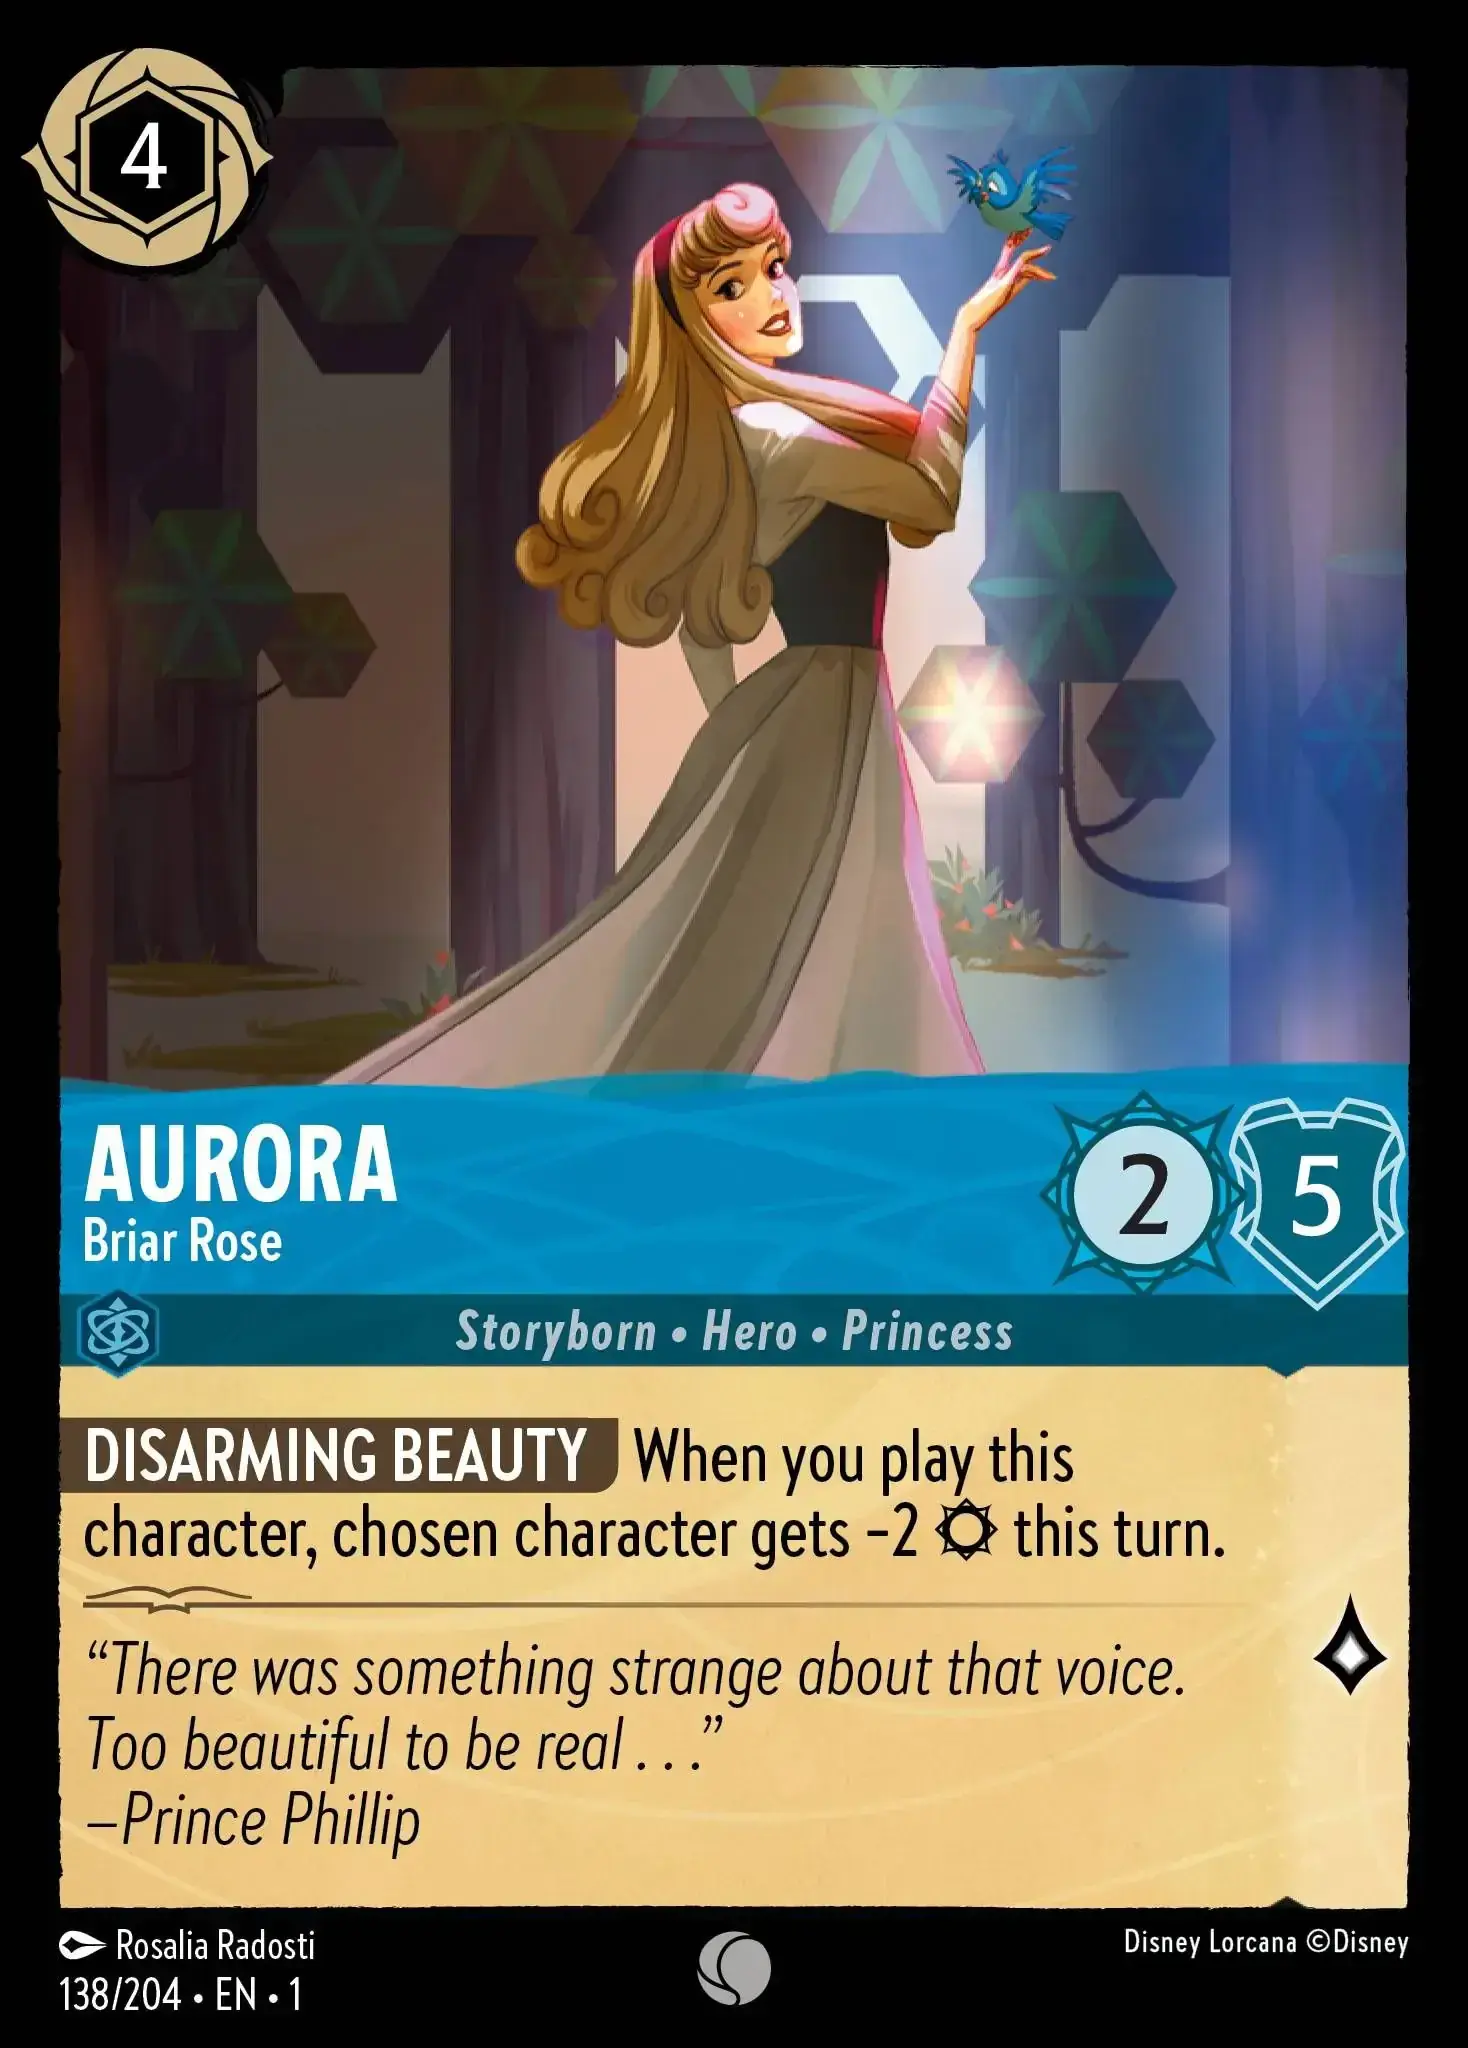 4
AURORA
Briar Rose
2
5
Storyborn • Hero • Princess
DISARMING BEAUTY When you play this
character, chosen character gets -2 this turn.
“There was something strange about that voice.
Too beautiful to be real . . .”
–Prince Phillip
Rosalia Radosti
138/204 • EN • 1
Disney Lorcana ©Disney